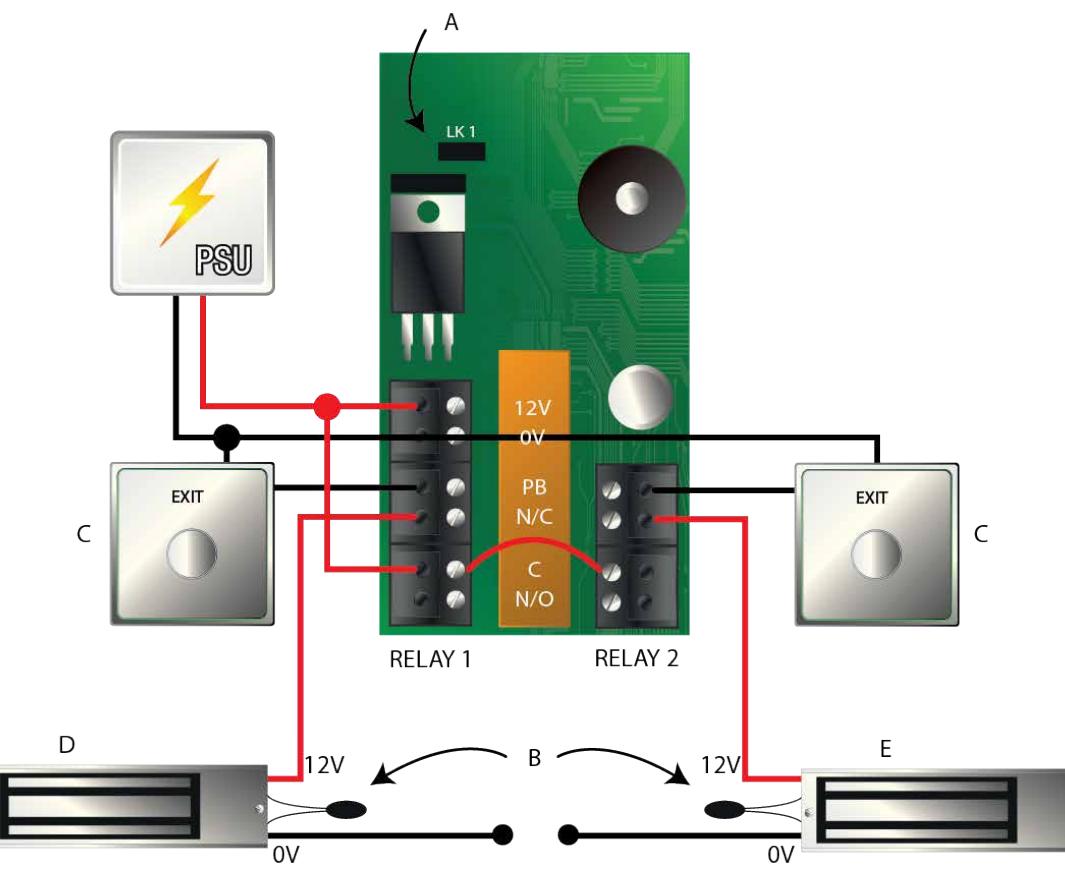 A
LK 1
PSU
12V
0V
EXIT
PB
EXIT
N/C
C
C
C
N/O
RELAY 1
RELAY 2
D
B
E
12V
12V
0V
0V